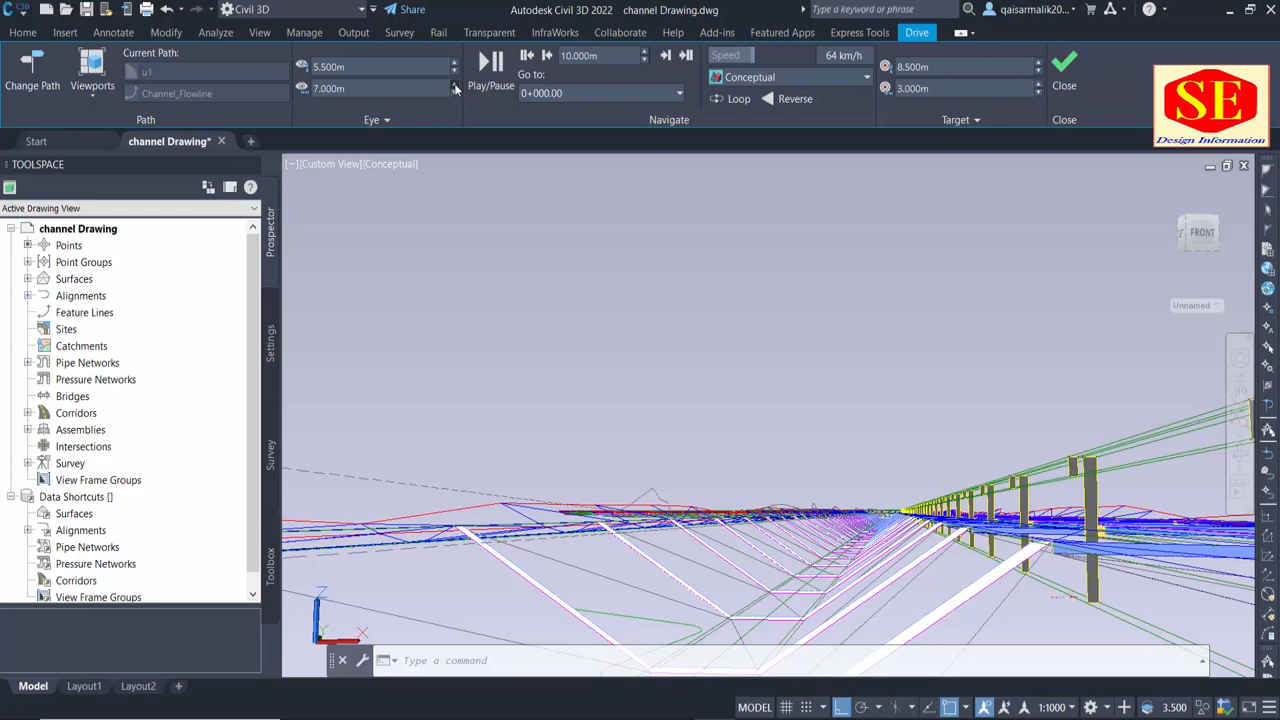 C3D
Civil 3D
Share
Autodesk Civil 3D 2022
channel Drawing.dwg
Type a keyword or phrase
qaisarmalik20...
Home
Insert
Annotate
Modify
Analyze
View
Manage
Output
Survey
Rail
Transparent
InfraWorks
Collaborate
Help
Add-ins
Featured Apps
Express Tools
Drive
Current Path:
u1
Channel_Flowline
Change Path
Viewports
Path
5.500m
7.000m
Eye
Play/Pause
10.000m
Go to:
0+000.00
Speed
64 km/h
Conceptual
Loop
Reverse
Navigate
8.500m
3.000m
Target
Close
Close
SE
Design Information
Start
channel Drawing*
TOOLSPACE
Active Drawing View
channel Drawing
Points
Point Groups
Surfaces
Alignments
Feature Lines
Sites
Catchments
Pipe Networks
Pressure Networks
Bridges
Corridors
Assemblies
Intersections
Survey
View Frame Groups
Data Shortcuts []
Surfaces
Alignments
Pipe Networks
Pressure Networks
Corridors
View Frame Groups
Prospector
Settings
Survey
Toolbox
[−][Custom View][Conceptual]
FRONT
Unnamed
Z
Y
X
Type a command
Model
Layout1
Layout2
MODEL
1:1000
3.500